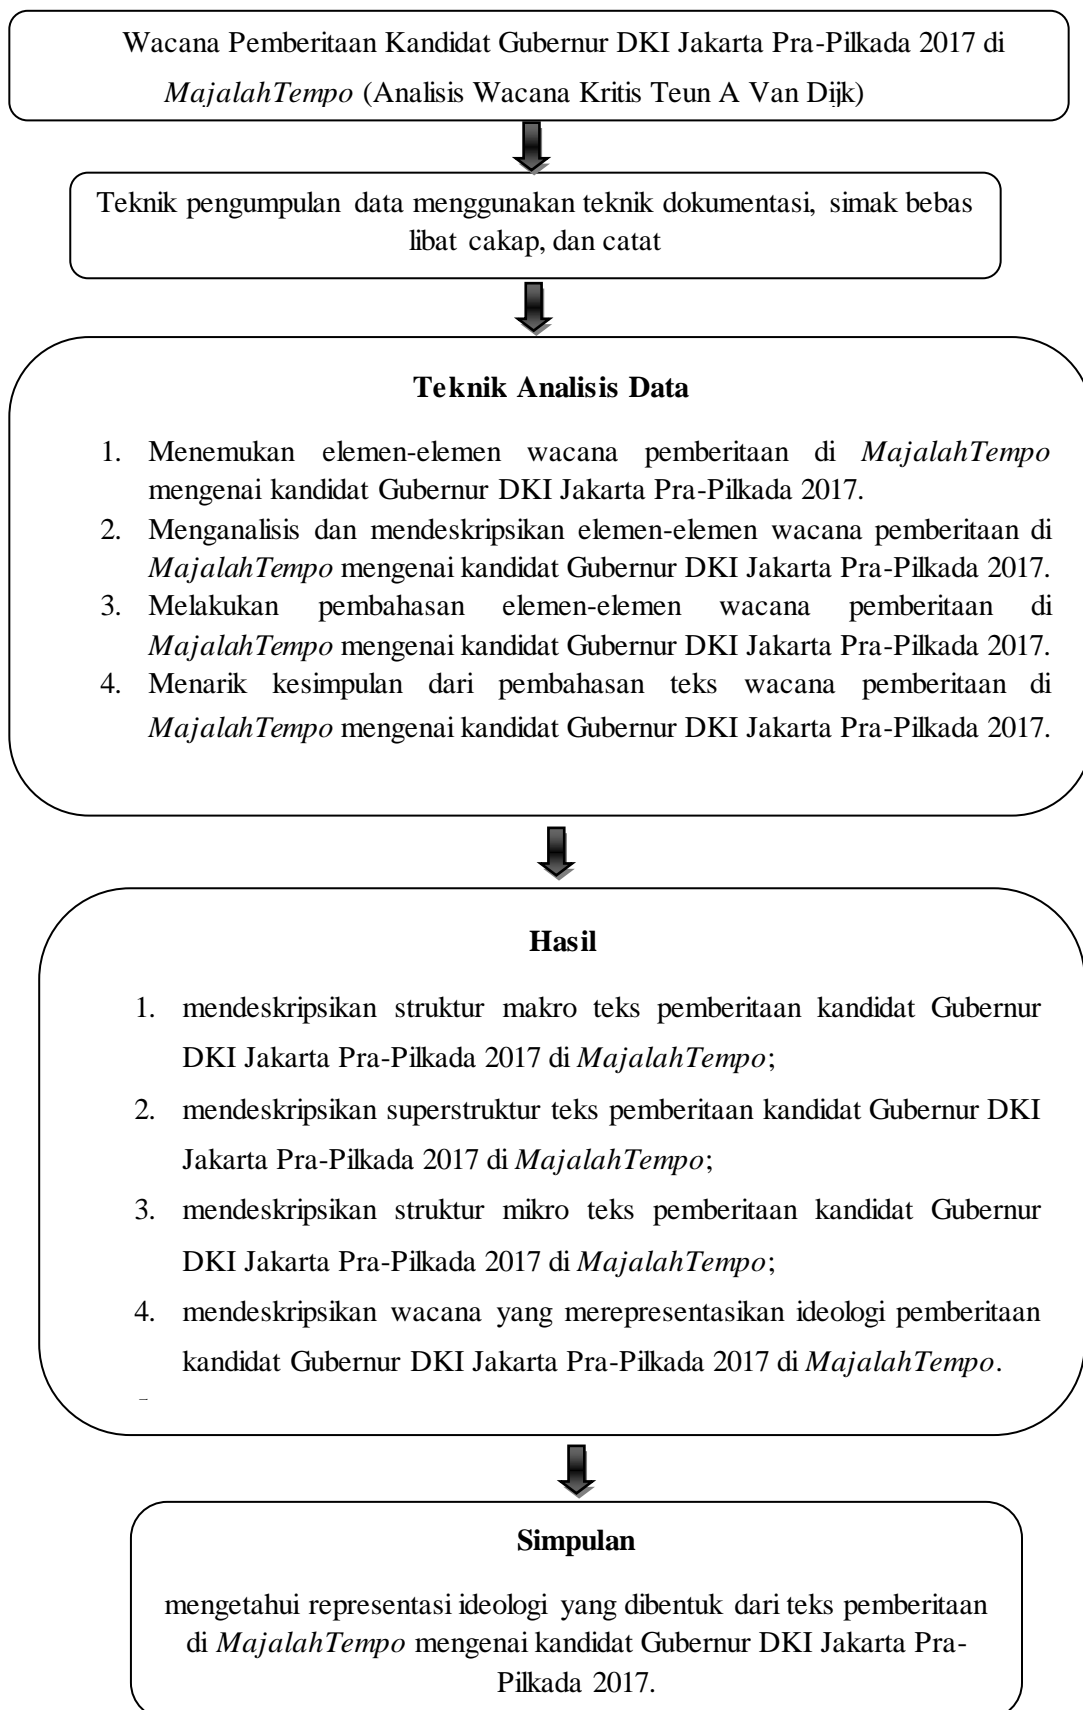 Wacana Pemberitaan Kandidat Gubernur DKI Jakarta Pra-Pilkada 2017 di
MajalahTempo (Analisis Wacana Kritis Teun A Van Dijk)
Teknik pengumpulan data menggunakan teknik dokumentasi, simak bebas
libat cakap, dan catat
Teknik Analisis Data
1. Menemukan elemen-elemen wacana pemberitaan di MajalahTempo
mengenai kandidat Gubernur DKI Jakarta Pra-Pilkada 2017.
2. Menganalisis dan mendeskripsikan elemen-elemen wacana pemberitaan di
MajalahTempo mengenai kandidat Gubernur DKI Jakarta Pra-Pilkada 2017.
3. Melakukan pembahasan elemen-elemen wacana pemberitaan di
MajalahTempo mengenai kandidat Gubernur DKI Jakarta Pra-Pilkada 2017.
4. Menarik kesimpulan dari pembahasan teks wacana pemberitaan di
MajalahTempo mengenai kandidat Gubernur DKI Jakarta Pra-Pilkada 2017.
Hasil
1. mendeskripsikan struktur makro teks pemberitaan kandidat Gubernur
DKI Jakarta Pra-Pilkada 2017 di MajalahTempo;
2. mendeskripsikan superstruktur teks pemberitaan kandidat Gubernur DKI
Jakarta Pra-Pilkada 2017 di MajalahTempo;
3. mendeskripsikan struktur mikro teks pemberitaan kandidat Gubernur
DKI Jakarta Pra-Pilkada 2017 di MajalahTempo;
4. mendeskripsikan wacana yang merepresentasikan ideologi pemberitaan
kandidat Gubernur DKI Jakarta Pra-Pilkada 2017 di MajalahTempo.
Simpulan
mengetahui representasi ideologi yang dibentuk dari teks pemberitaan
di MajalahTempo mengenai kandidat Gubernur DKI Jakarta Pra-
Pilkada 2017.